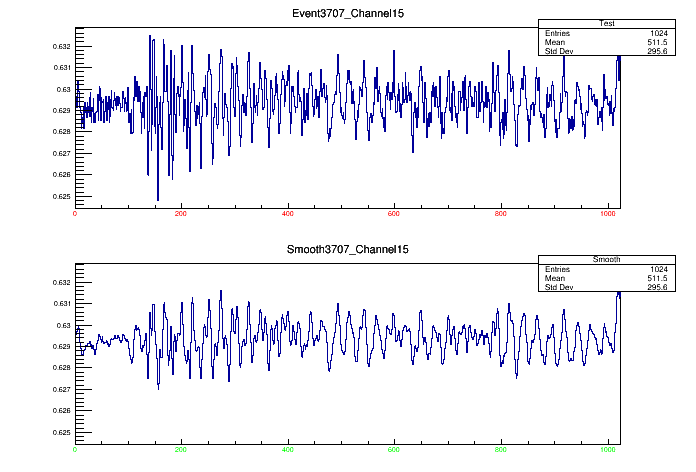 Event3707_Channel15
Test
Entries 1024
Mean 511.5
Std Dev 295.6
0.632
0.631
0.63
0.629
0.628
0.627
0.626
0.625
0 200 400 600 800 1000
Smooth3707_Channel15
Smooth
Entries 1024
Mean 511.5
Std Dev 295.6
0.632
0.631
0.63
0.629
0.628
0.627
0.626
0.625
0 200 400 600 800 1000